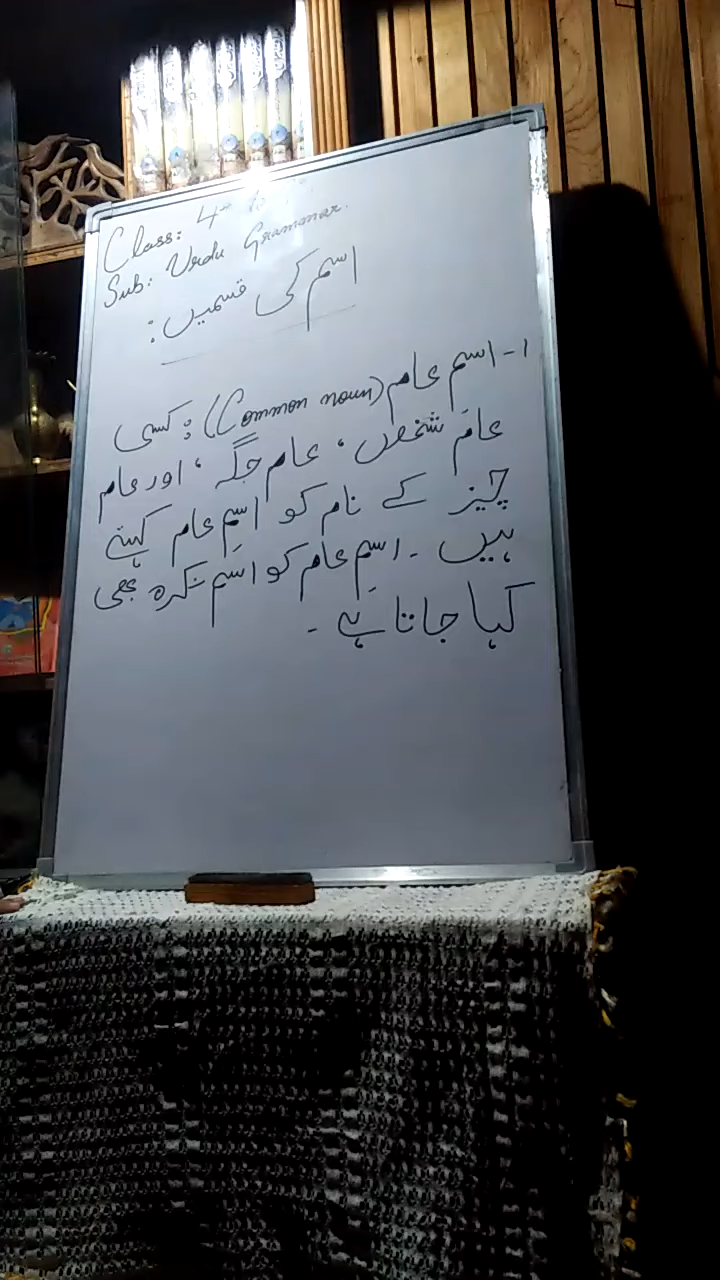 Class: 4th to
Sub: Urdu Grammar.
اسم کی قسمیں:
۱- اسم عام (Common noun): کسی
عام شخص، عام جگہ، اور عام
چیز کے نام کو اسمِ عام کہتے
ہیں ۔ اسم عام کو اسم نکرہ بھی
کہا جاتا ہے ۔